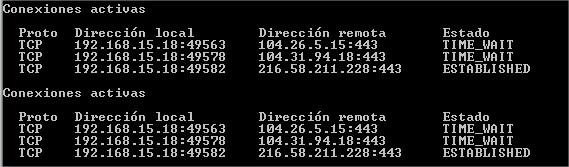 Conexiones activas
Proto Dirección local Dirección remota Estado
TCP 192.168.15.18:49563 104.26.5.15:443 TIME_WAIT
TCP 192.168.15.18:49578 104.31.94.18:443 TIME_WAIT
TCP 192.168.15.18:49582 216.58.211.228:443 ESTABLISHED
Conexiones activas
Proto Dirección local Dirección remota Estado
TCP 192.168.15.18:49563 104.26.5.15:443 TIME_WAIT
TCP 192.168.15.18:49578 104.31.94.18:443 TIME_WAIT
TCP 192.168.15.18:49582 216.58.211.228:443 ESTABLISHED